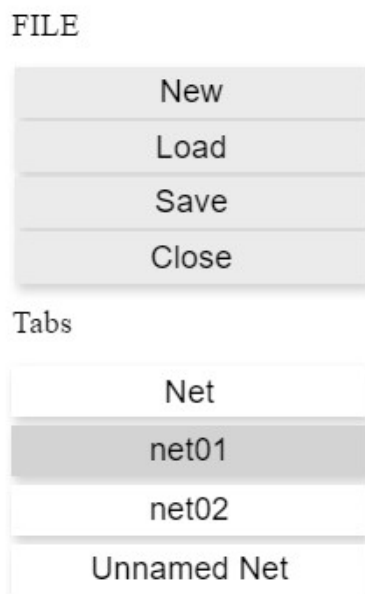 FILE
New
Load
Save
Close
Tabs
Net
net01
net02
Unnamed Net